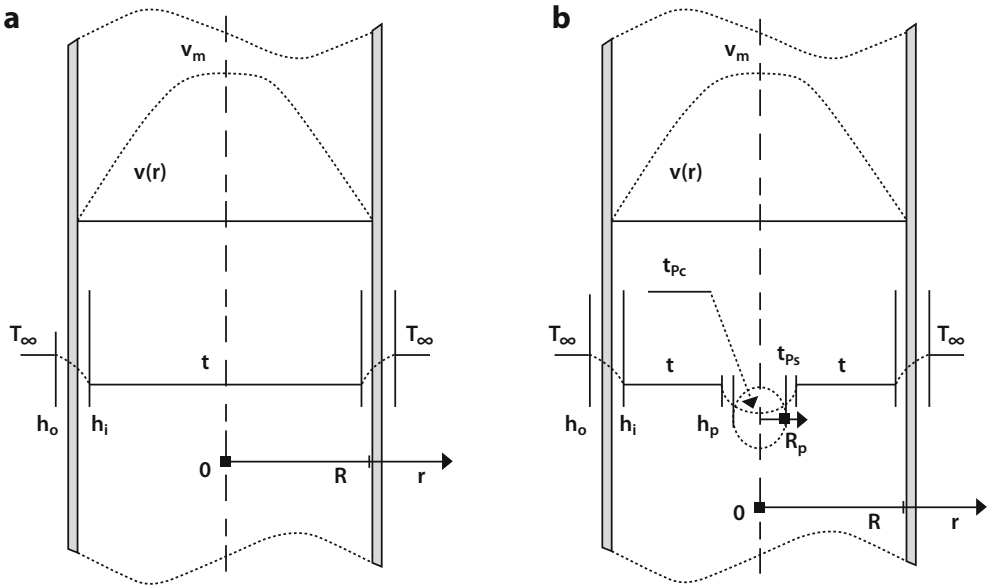 a
v_m
v(r)
T∞
t
T∞
h_o
h_i
0
R
r
b
v_m
v(r)
t_Pc
T∞
t
t_Ps
t
T∞
h_o
h_i
h_p
R_p
0
R
r